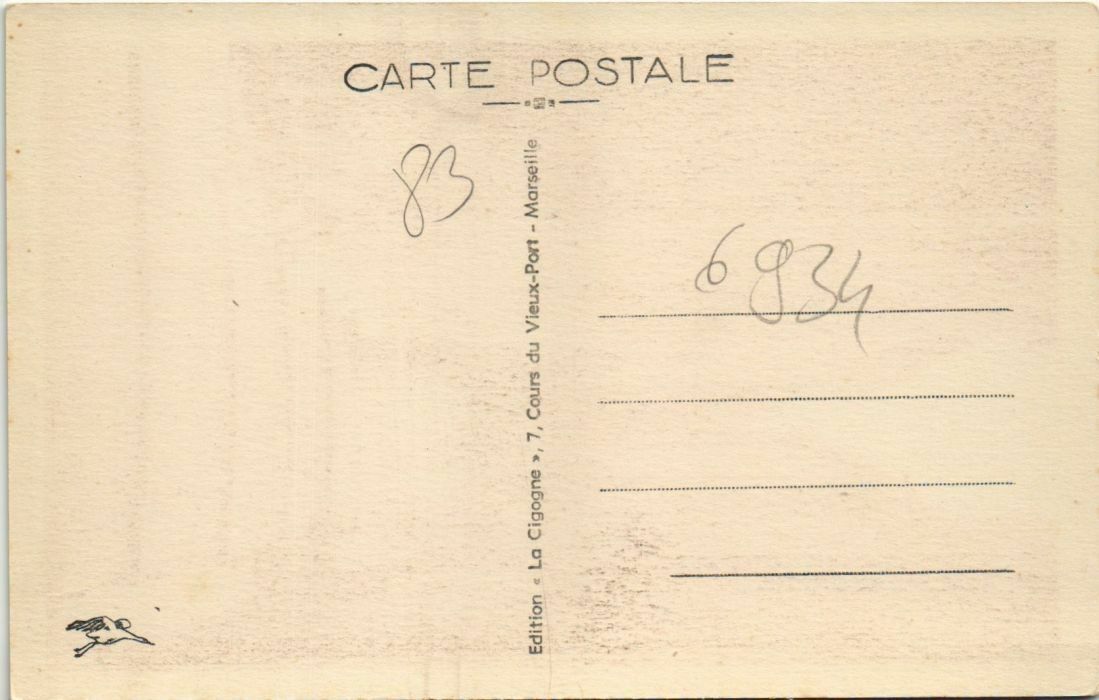 CARTE POSTALE
83
Edition « La Cigogne », 7, Cours du Vieux-Port - Marseille
6934